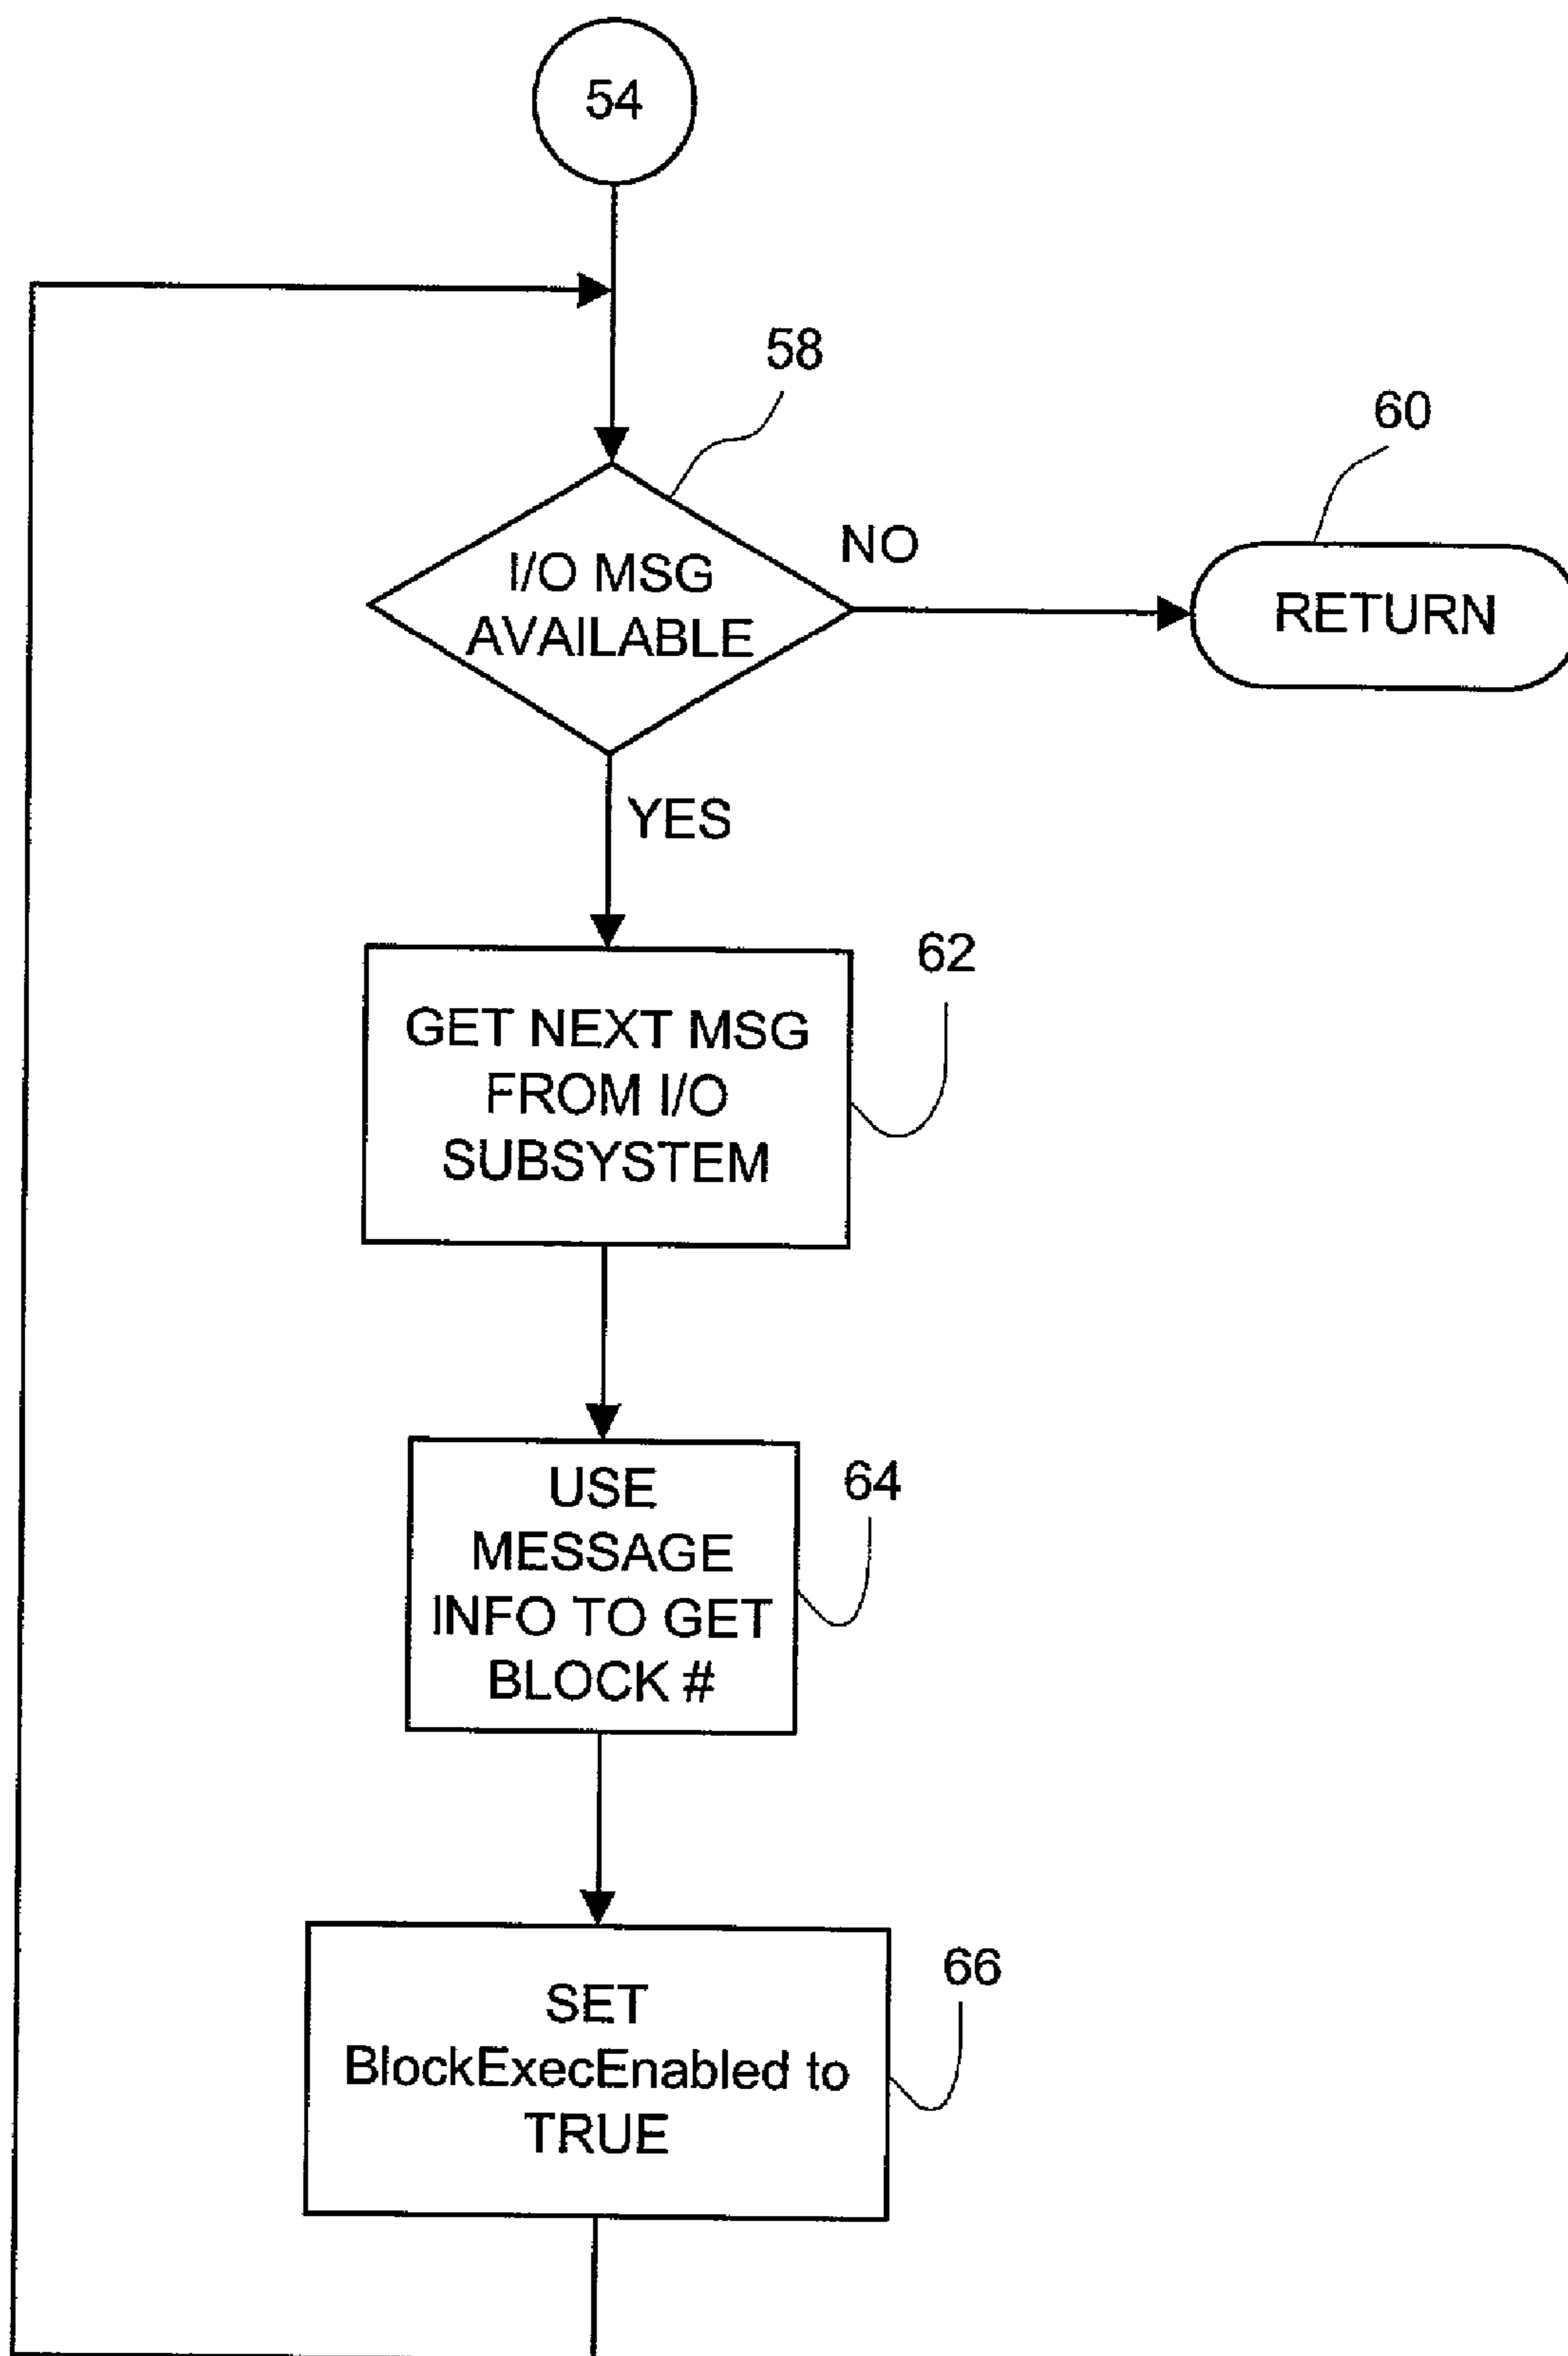 54
58
60
I/O MSG
AVAILABLE
NO
RETURN
YES
62
GET NEXT MSG
FROM I/O
SUBSYSTEM
64
USE
MESSAGE
INFO TO GET
BLOCK #
66
SET
BlockExecEnabled to
TRUE